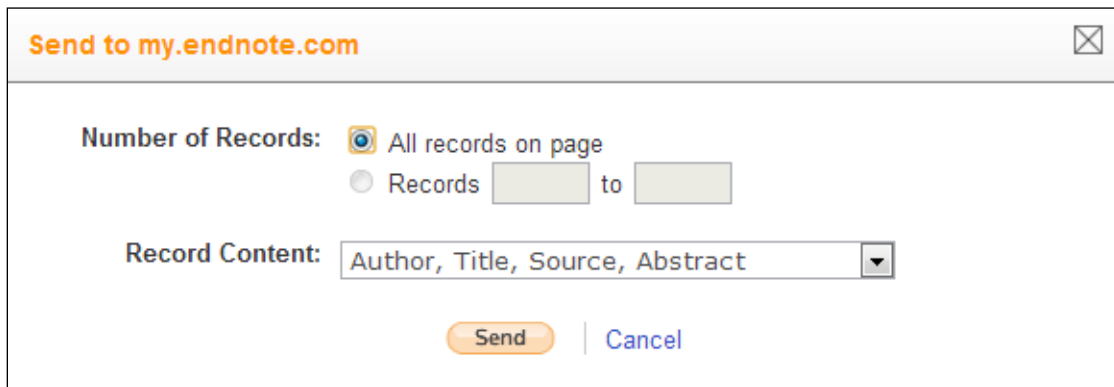 Send to my.endnote.com
Number of Records: All records on page
Records to
Record Content: Author, Title, Source, Abstract
Send Cancel